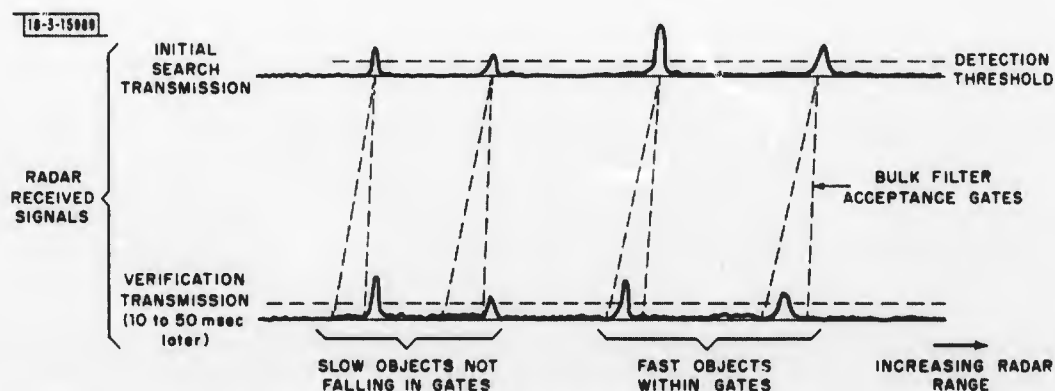 18-3-15989
INITIAL
SEARCH
TRANSMISSION
DETECTION
THRESHOLD
RADAR
RECEIVED
SIGNALS
BULK FILTER
ACCEPTANCE GATES
VERIFICATION
TRANSMISSION
(10 to 50 msec
later)
SLOW OBJECTS NOT
FALLING IN GATES
FAST OBJECTS
WITHIN GATES
INCREASING RADAR
RANGE